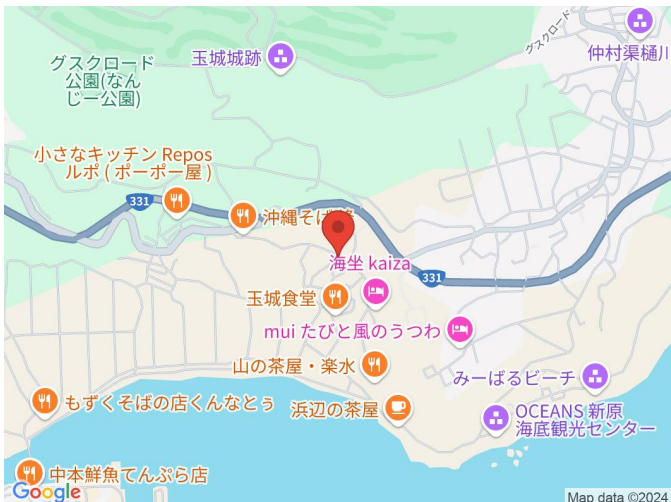 仲村渠樋川
玉城城跡
グスクロード
公園(なん
じー公園)
小さなキッチン Repos
ルポ ( ポーポー屋 )
331
沖縄そば
海坐 kaiza
331
玉城食堂
mui たびと風のうつわ
山の茶屋・楽水
みーばるビーチ
もずくそばの店くんなとぅ
浜辺の茶屋
OCEANS 新原
海底観光センター
中本鮮魚てんぷら店
Google
Map data ©2024